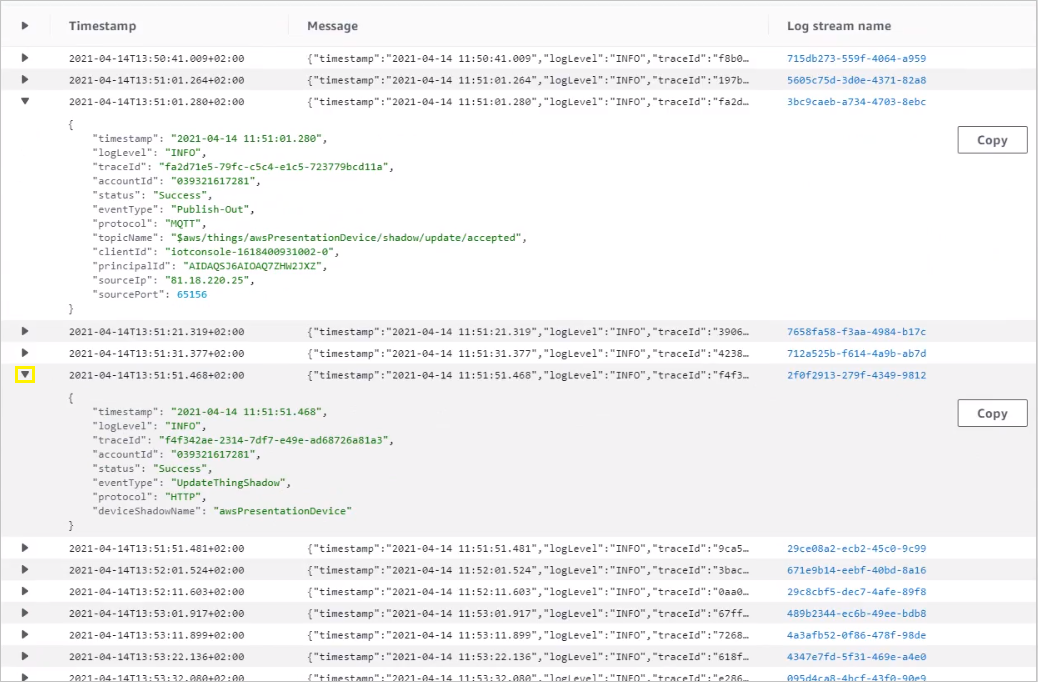 Timestamp Message Log stream name
2021-04-14T13:50:41.009+02:00 {"timestamp":"2021-04-14 11:50:41.009","logLevel":"INFO","traceId":"f8b0… 715db273-559f-4064-a959
2021-04-14T13:51:01.264+02:00 {"timestamp":"2021-04-14 11:51:01.264","logLevel":"INFO","traceId":"197b… 5605c75d-3d0e-4371-82a8
2021-04-14T13:51:01.280+02:00 {"timestamp":"2021-04-14 11:51:01.280","logLevel":"INFO","traceId":"fa2d… 3bc9caeb-a734-4703-8ebc
{
Copy
"timestamp": "2021-04-14 11:51:01.280",
"logLevel": "INFO",
"traceId": "fa2d71e5-79fc-c5c4-e1c5-723779bcd11a",
"accountId": "039321617281",
"status": "Success",
"eventType": "Publish-Out",
"protocol": "MQTT",
"topicName": "$aws/things/awsPresentationDevice/shadow/update/accepted",
"clientId": "iotconsole-1618400931002-0",
"principalId": "AIDAQSJ6AIOAQ7ZHW2JXZ",
"sourceIp": "81.18.220.25",
"sourcePort": 65156
}
2021-04-14T13:51:21.319+02:00 {"timestamp":"2021-04-14 11:51:21.319","logLevel":"INFO","traceId":"3906… 7658fa58-f3aa-4984-b17c
2021-04-14T13:51:31.377+02:00 {"timestamp":"2021-04-14 11:51:31.377","logLevel":"INFO","traceId":"4238… 712a525b-f614-4a9b-ab7d
2021-04-14T13:51:51.468+02:00 {"timestamp":"2021-04-14 11:51:51.468","logLevel":"INFO","traceId":"f4f3… 2f0f2913-279f-4349-9812
{
Copy
"timestamp": "2021-04-14 11:51:51.468",
"logLevel": "INFO",
"traceId": "f4f342ae-2314-7df7-e49e-ad68726a81a3",
"accountId": "039321617281",
"status": "Success",
"eventType": "UpdateThingShadow",
"protocol": "HTTP",
"deviceShadowName": "awsPresentationDevice"
}
2021-04-14T13:51:51.481+02:00 {"timestamp":"2021-04-14 11:51:51.481","logLevel":"INFO","traceId":"9ca5… 29ce08a2-ecb2-45c0-9c99
2021-04-14T13:52:01.524+02:00 {"timestamp":"2021-04-14 11:52:01.524","logLevel":"INFO","traceId":"3bac… 671e9b14-eebf-40bd-8a16
2021-04-14T13:52:11.603+02:00 {"timestamp":"2021-04-14 11:52:11.603","logLevel":"INFO","traceId":"0aa0… 29c8cbf5-dec7-4afe-89f8
2021-04-14T13:53:01.917+02:00 {"timestamp":"2021-04-14 11:53:01.917","logLevel":"INFO","traceId":"67ff… 489b2344-ec6b-49ee-bdb8
2021-04-14T13:53:11.899+02:00 {"timestamp":"2021-04-14 11:53:11.899","logLevel":"INFO","traceId":"7268… 4a3afb52-0f86-478f-98de
2021-04-14T13:53:22.136+02:00 {"timestamp":"2021-04-14 11:53:22.136","logLevel":"INFO","traceId":"618f… 4347e7fd-5f31-469e-a4e0
2021-04-14T13:53:32.080+02:00 {"timestamp":"2021-04-14 11:53:32.080","logLevel":"INFO","traceId":"e286… 095d4ca8-4bcf-43f0-90e9